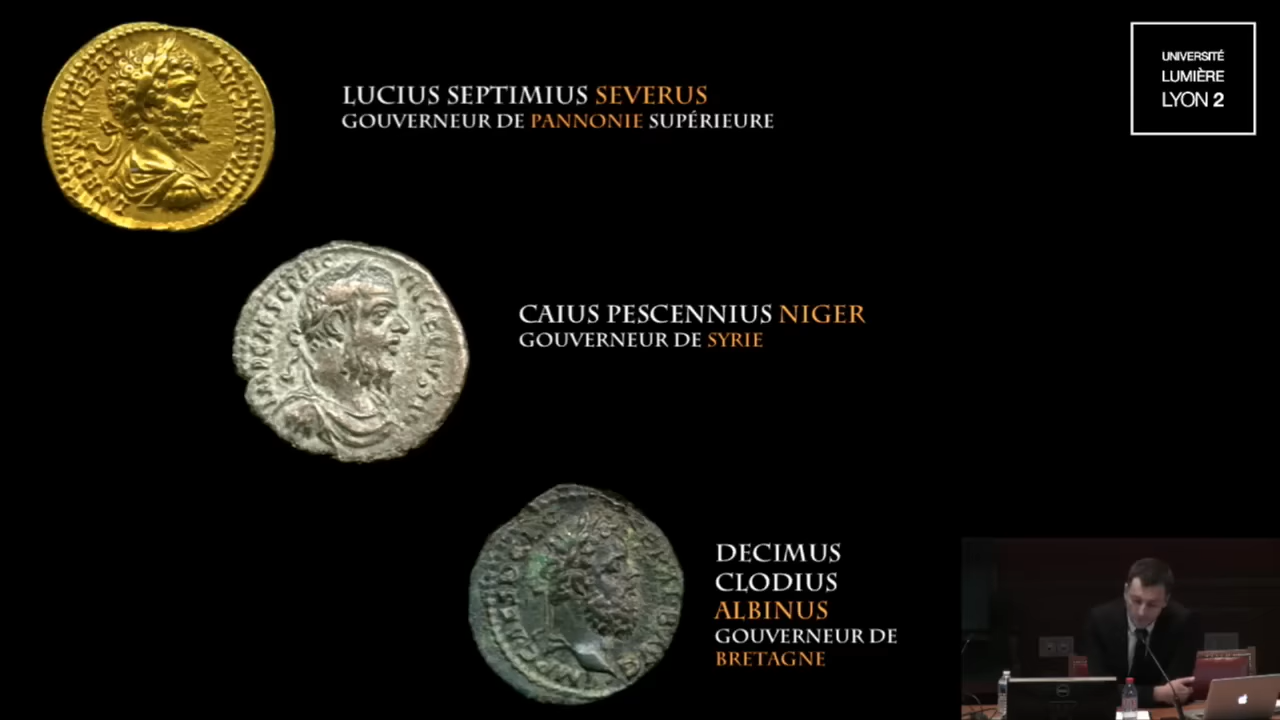 LUCIUS SEPTIMIUS SEVERUS
GOUVERNEUR DE PANNONIE SUPÉRIEURE
UNIVERSITÉ
LUMIÈRE
LYON 2
CAIUS PESCENNIUS NIGER
GOUVERNEUR DE SYRIE
DECIMUS
CLODIUS
ALBINUS
GOUVERNEUR DE
BRETAGNE